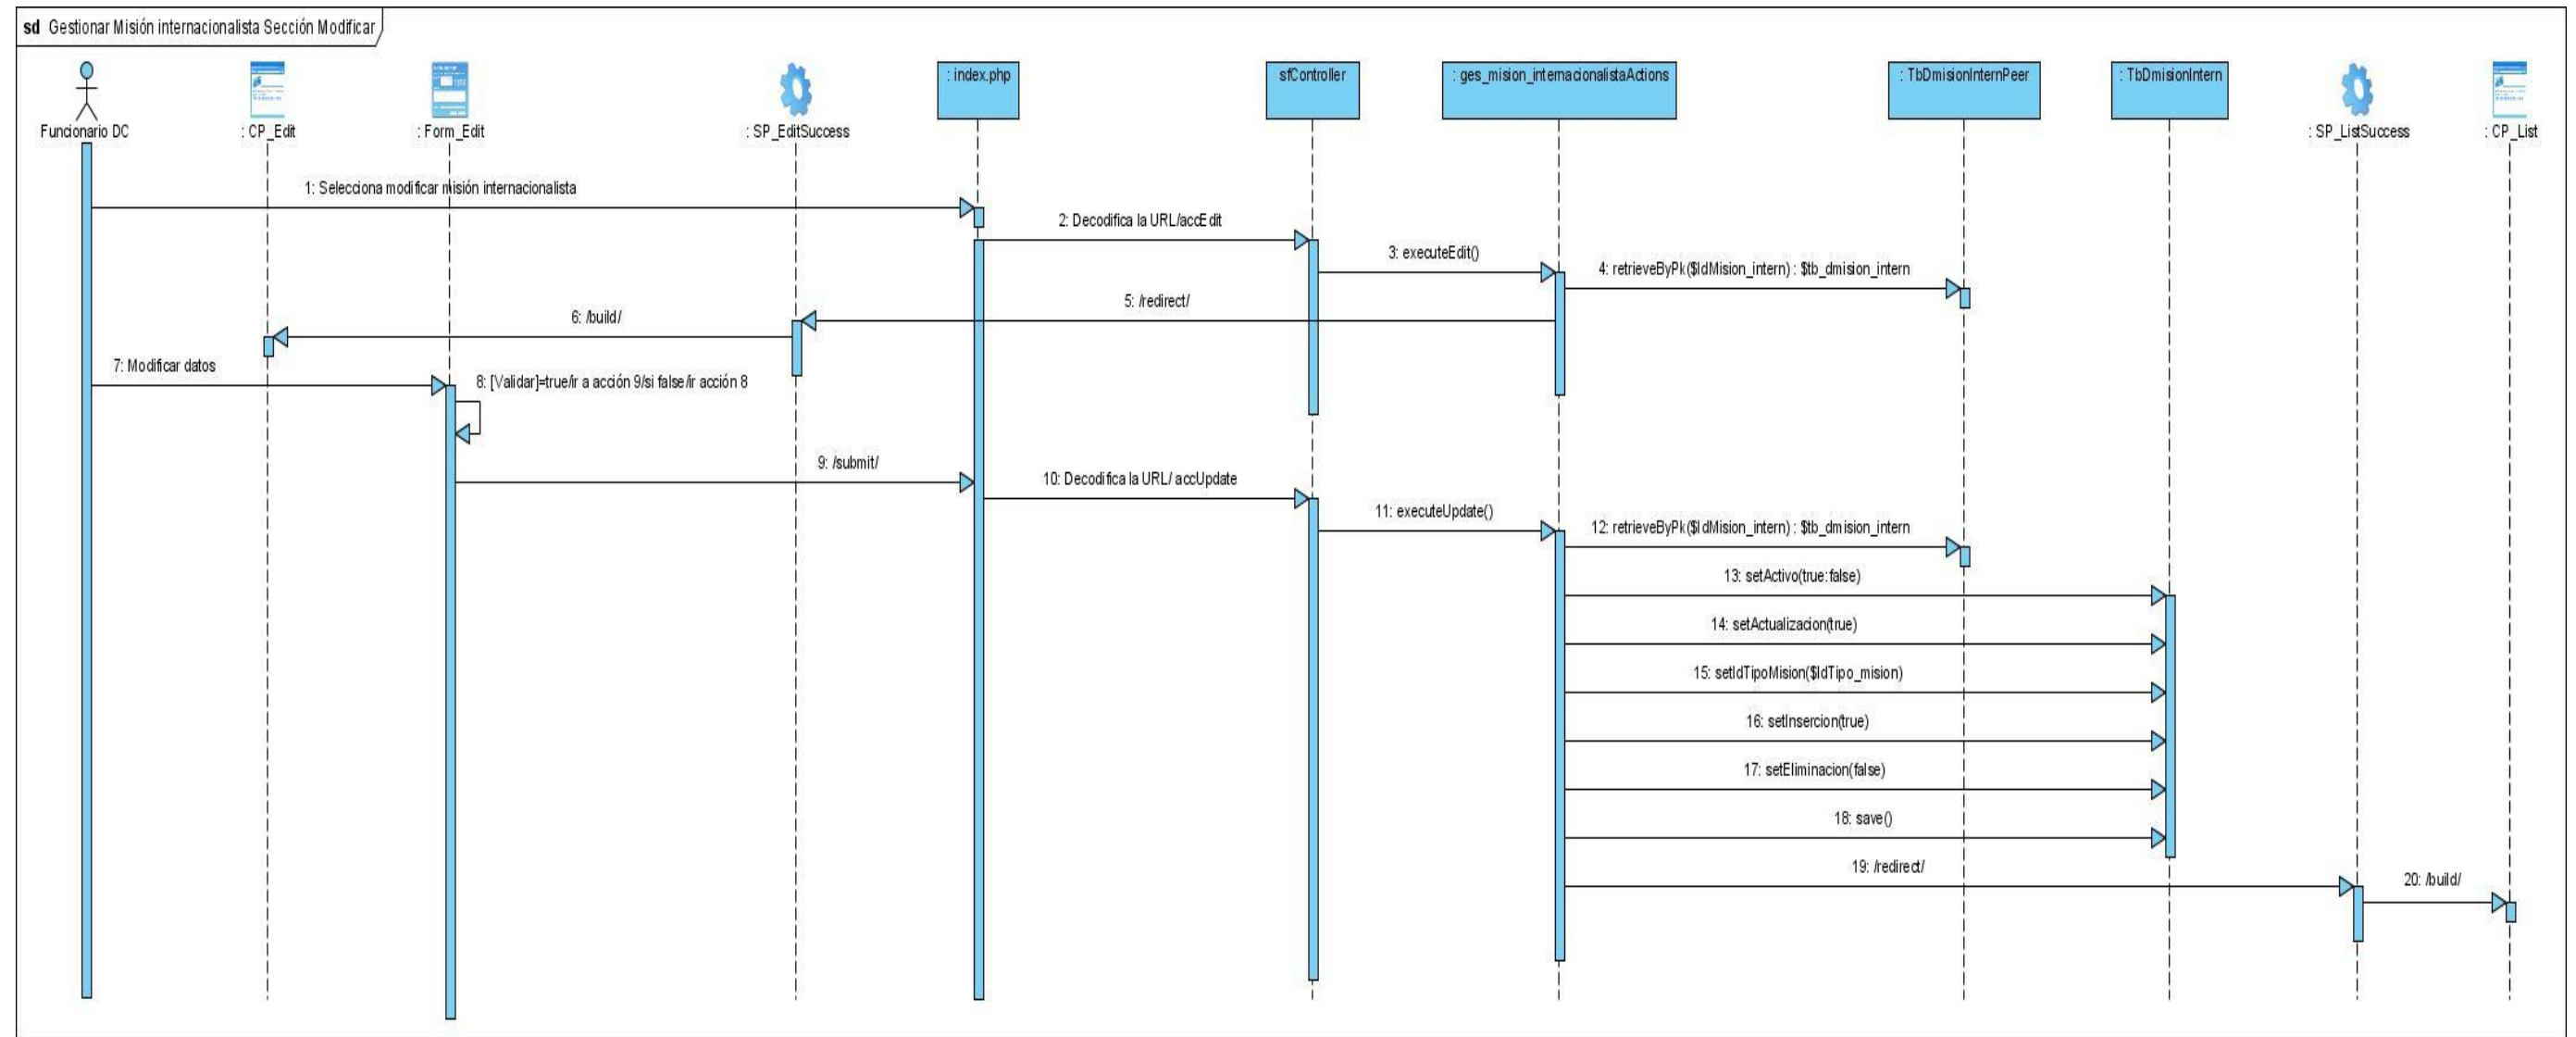 sd Gestionar Misión internacionalista Sección Modificar
Funcionario DC
: CP_Edit
: Form_Edit
: SP_EditSuccess
: index.php
sfController
: ges_mision_internacionalistaActions
: TbDmisionInternPeer
: TbDmisionIntern
: SP_ListSuccess
: CP_List
1: Selecciona modificar misión internacionalista
2: Decodifica la URL/accEdit
3: executeEdit()
4: retrieveByPk($IdMision_intern) : $tb_dmision_intern
5: /redirect/
6: /build/
7: Modificar datos
8: [Validar]=true/ir a acción 9/si false/ir acción 8
9: /submit/
10: Decodifica la URL/ accUpdate
11: executeUpdate()
12: retrieveByPk($IdMision_intern) : $tb_dmision_intern
13: setActivo(true:false)
14: setActualizacion(true)
15: setIdTipoMision($IdTipo_mision)
16: setInsercion(true)
17: setEliminacion(false)
18: save()
19: /redirect/
20: /build/